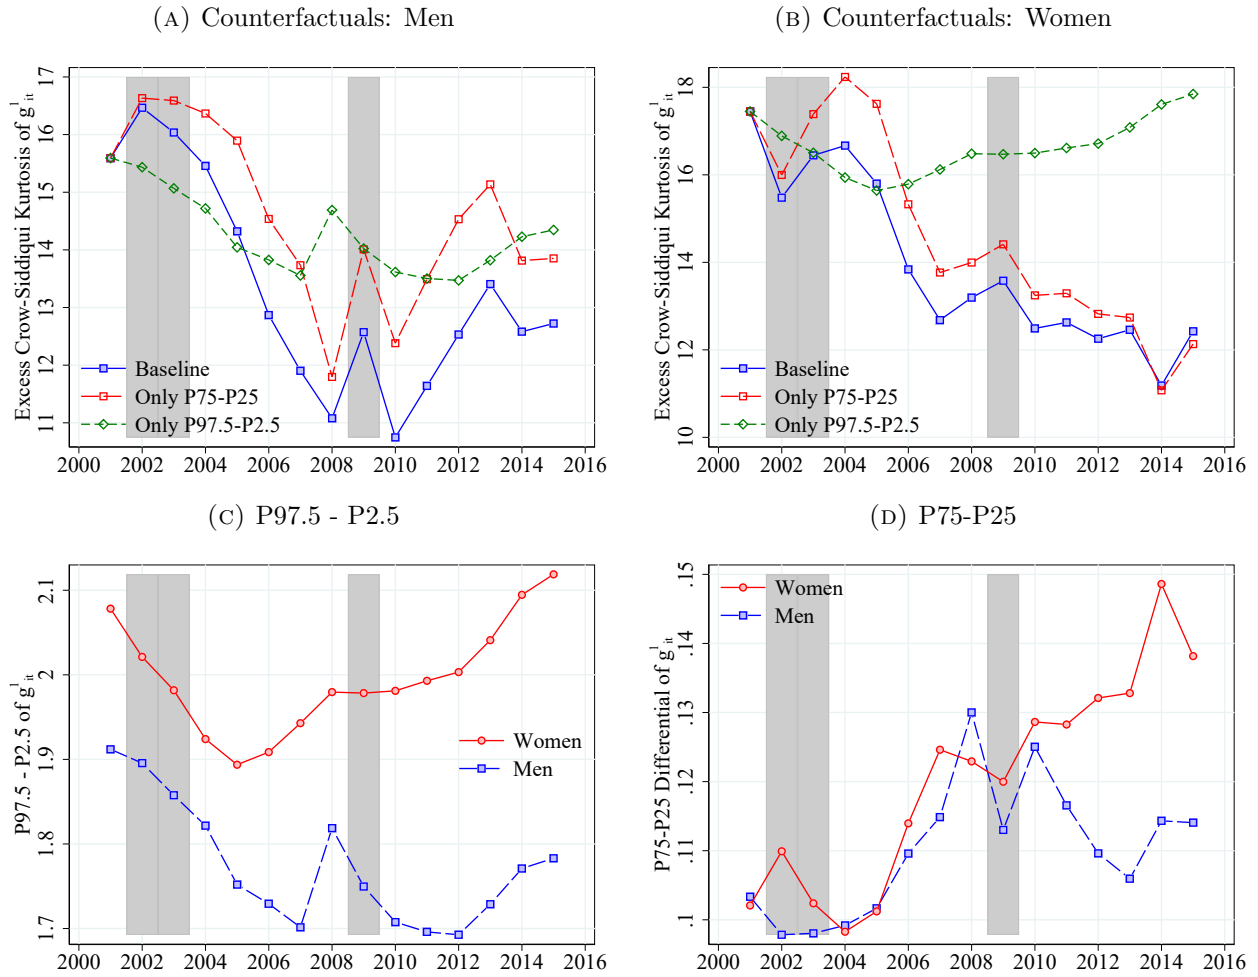 (A) Counterfactuals: Men
Excess Crow-Siddiqui Kurtosis of g¹ᵢₜ
17
16
15
14
13
12
11
Baseline
Only P75-P25
Only P97.5-P2.5
2000 2002 2004 2006 2008 2010 2012 2014 2016
(B) Counterfactuals: Women
Excess Crow-Siddiqui Kurtosis of g¹ᵢₜ
18
16
14
12
10
Baseline
Only P75-P25
Only P97.5-P2.5
2000 2002 2004 2006 2008 2010 2012 2014 2016
(C) P97.5 - P2.5
P97.5 - P2.5 of g¹ᵢₜ
2.1
2
1.9
1.8
1.7
Women
Men
2000 2002 2004 2006 2008 2010 2012 2014 2016
(D) P75-P25
P75-P25 Differential of g¹ᵢₜ
.15
.14
.13
.12
.11
.1
Women
Men
2000 2002 2004 2006 2008 2010 2012 2014 2016